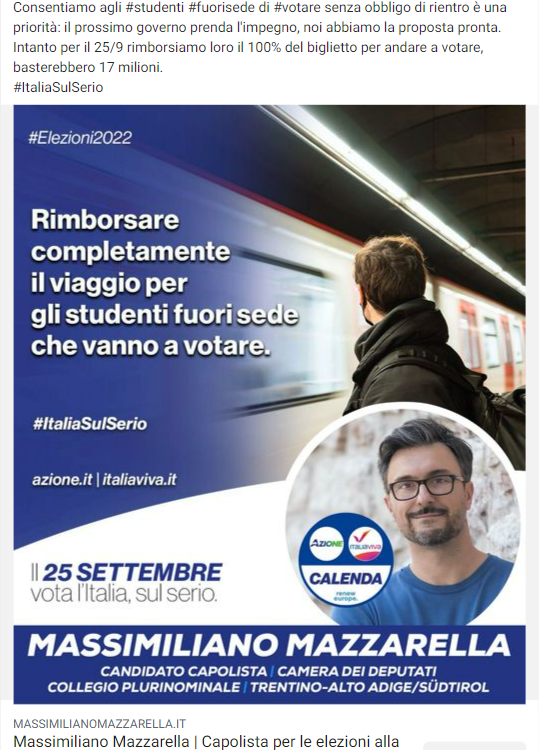 Consentiamo agli #studenti #fuorisede di #votare senza obbligo di rientro è una
priorità: il prossimo governo prenda l'impegno, noi abbiamo la proposta pronta.
Intanto per il 25/9 rimborsiamo loro il 100% del biglietto per andare a votare,
basterebbero 17 milioni.
#ItaliaSulSerio
#Elezioni2022
Rimborsare
completamente
il viaggio per
gli studenti fuori sede
che vanno a votare.
#ItaliaSulSerio
azione.it | italiaviva.it
AZIONE
ITALIAVIVA
CALENDA
renew
europe.
Il 25 SETTEMBRE
vota l'Italia, sul serio.
MASSIMILIANO MAZZARELLA
CANDIDATO CAPOLISTA | CAMERA DEI DEPUTATI
COLLEGIO PLURINOMINALE | TRENTINO-ALTO ADIGE/SÜDTIROL
MASSIMILIANOMAZZARELLA.IT
Massimiliano Mazzarella | Capolista per le elezioni alla